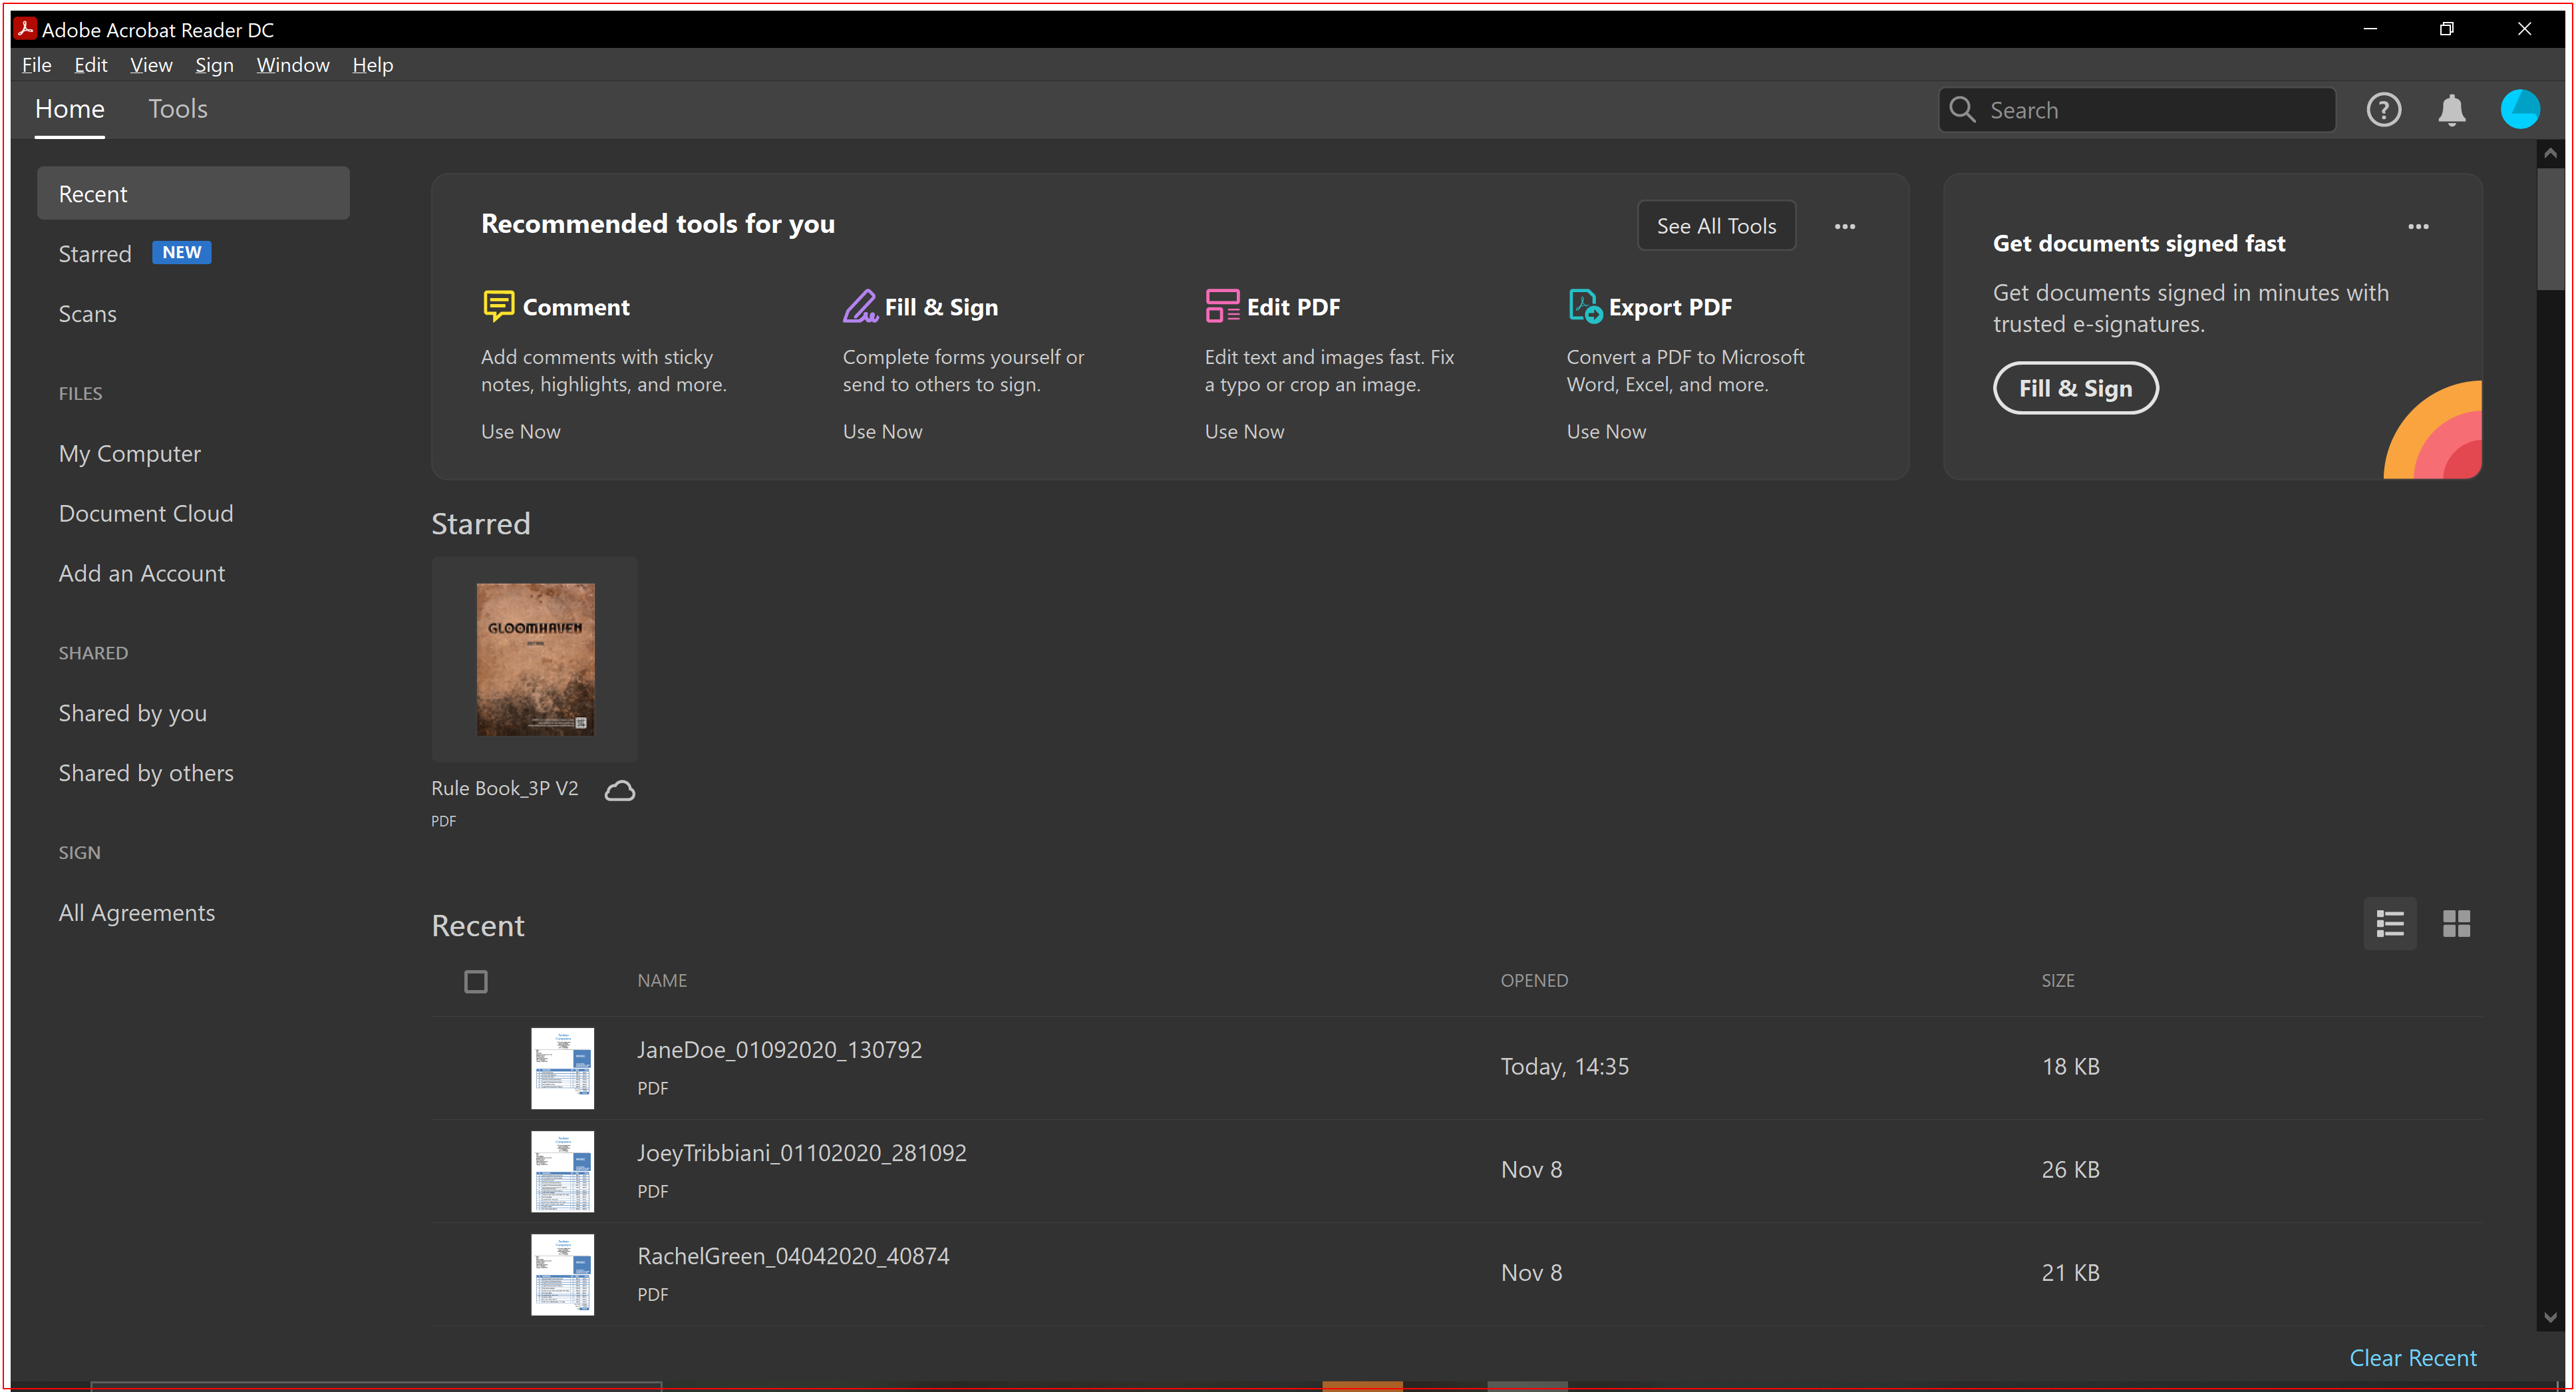 Adobe Acrobat Reader DC
File Edit View Sign Window Help
Home Tools
Search
Recent
Starred NEW
Scans
FILES
My Computer
Document Cloud
Add an Account
SHARED
Shared by you
Shared by others
SIGN
All Agreements
Recommended tools for you
See All Tools
Comment
Add comments with sticky
notes, highlights, and more.
Use Now
Fill & Sign
Complete forms yourself or
send to others to sign.
Use Now
Edit PDF
Edit text and images fast. Fix
a typo or crop an image.
Use Now
Export PDF
Convert a PDF to Microsoft
Word, Excel, and more.
Use Now
Get documents signed fast
Get documents signed in minutes with
trusted e-signatures.
Fill & Sign
Starred
GLOOMHAVEN
Rule Book_3P V2
PDF
Recent
NAME OPENED SIZE
JaneDoe_01092020_130792
PDF
Today, 14:35
18 KB
JoeyTribbiani_01102020_281092
PDF
Nov 8
26 KB
RachelGreen_04042020_40874
PDF
Nov 8
21 KB
Clear Recent